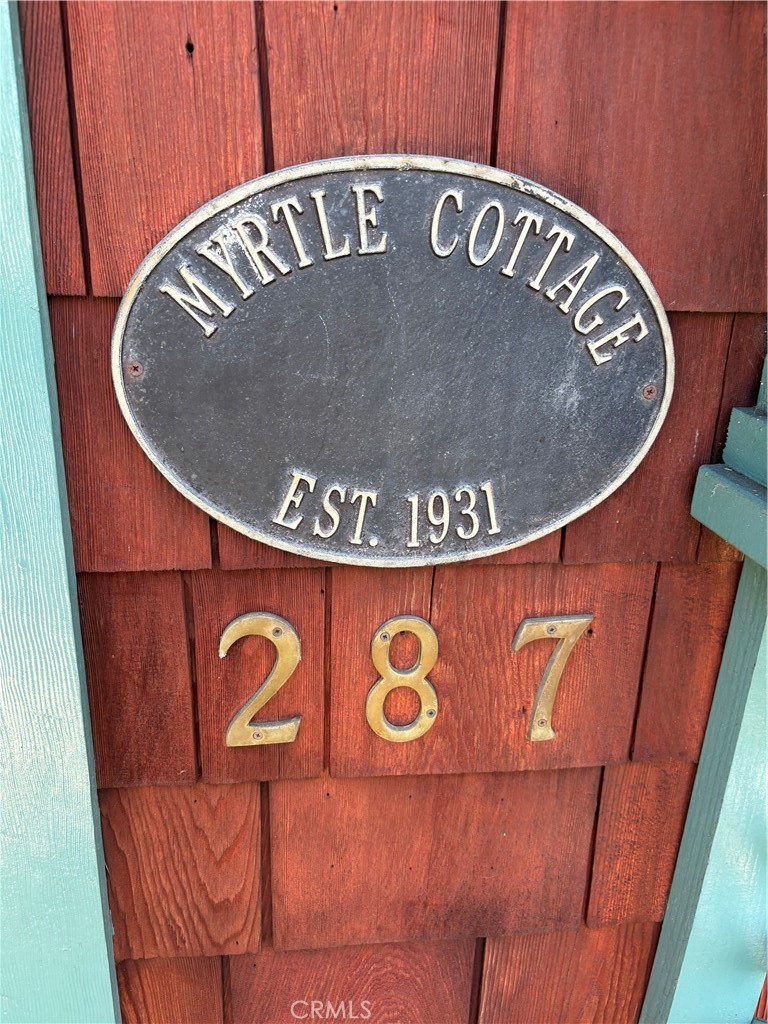 MYRTLE COTTAGE
EST. 1931
287
CRMLS